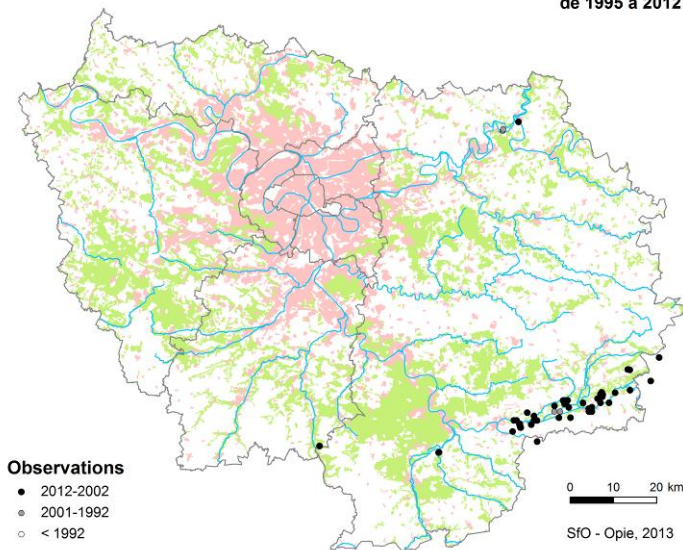 de 1995 à 2012
Observations
2012-2002
2001-1992
< 1992
0 10 20 km
SfO - Opie, 2013